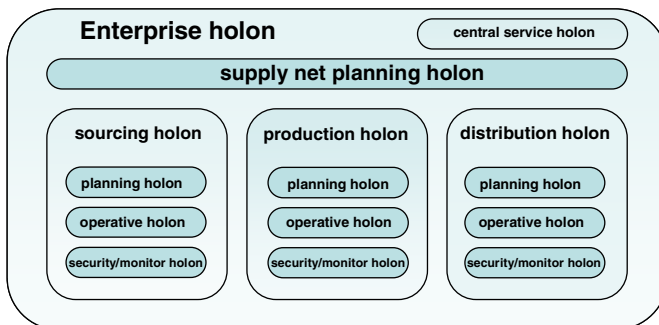 Enterprise holon
central service holon
supply net planning holon
sourcing holon
planning holon
operative holon
security/monitor holon
production holon
planning holon
operative holon
security/monitor holon
distribution holon
planning holon
operative holon
security/monitor holon